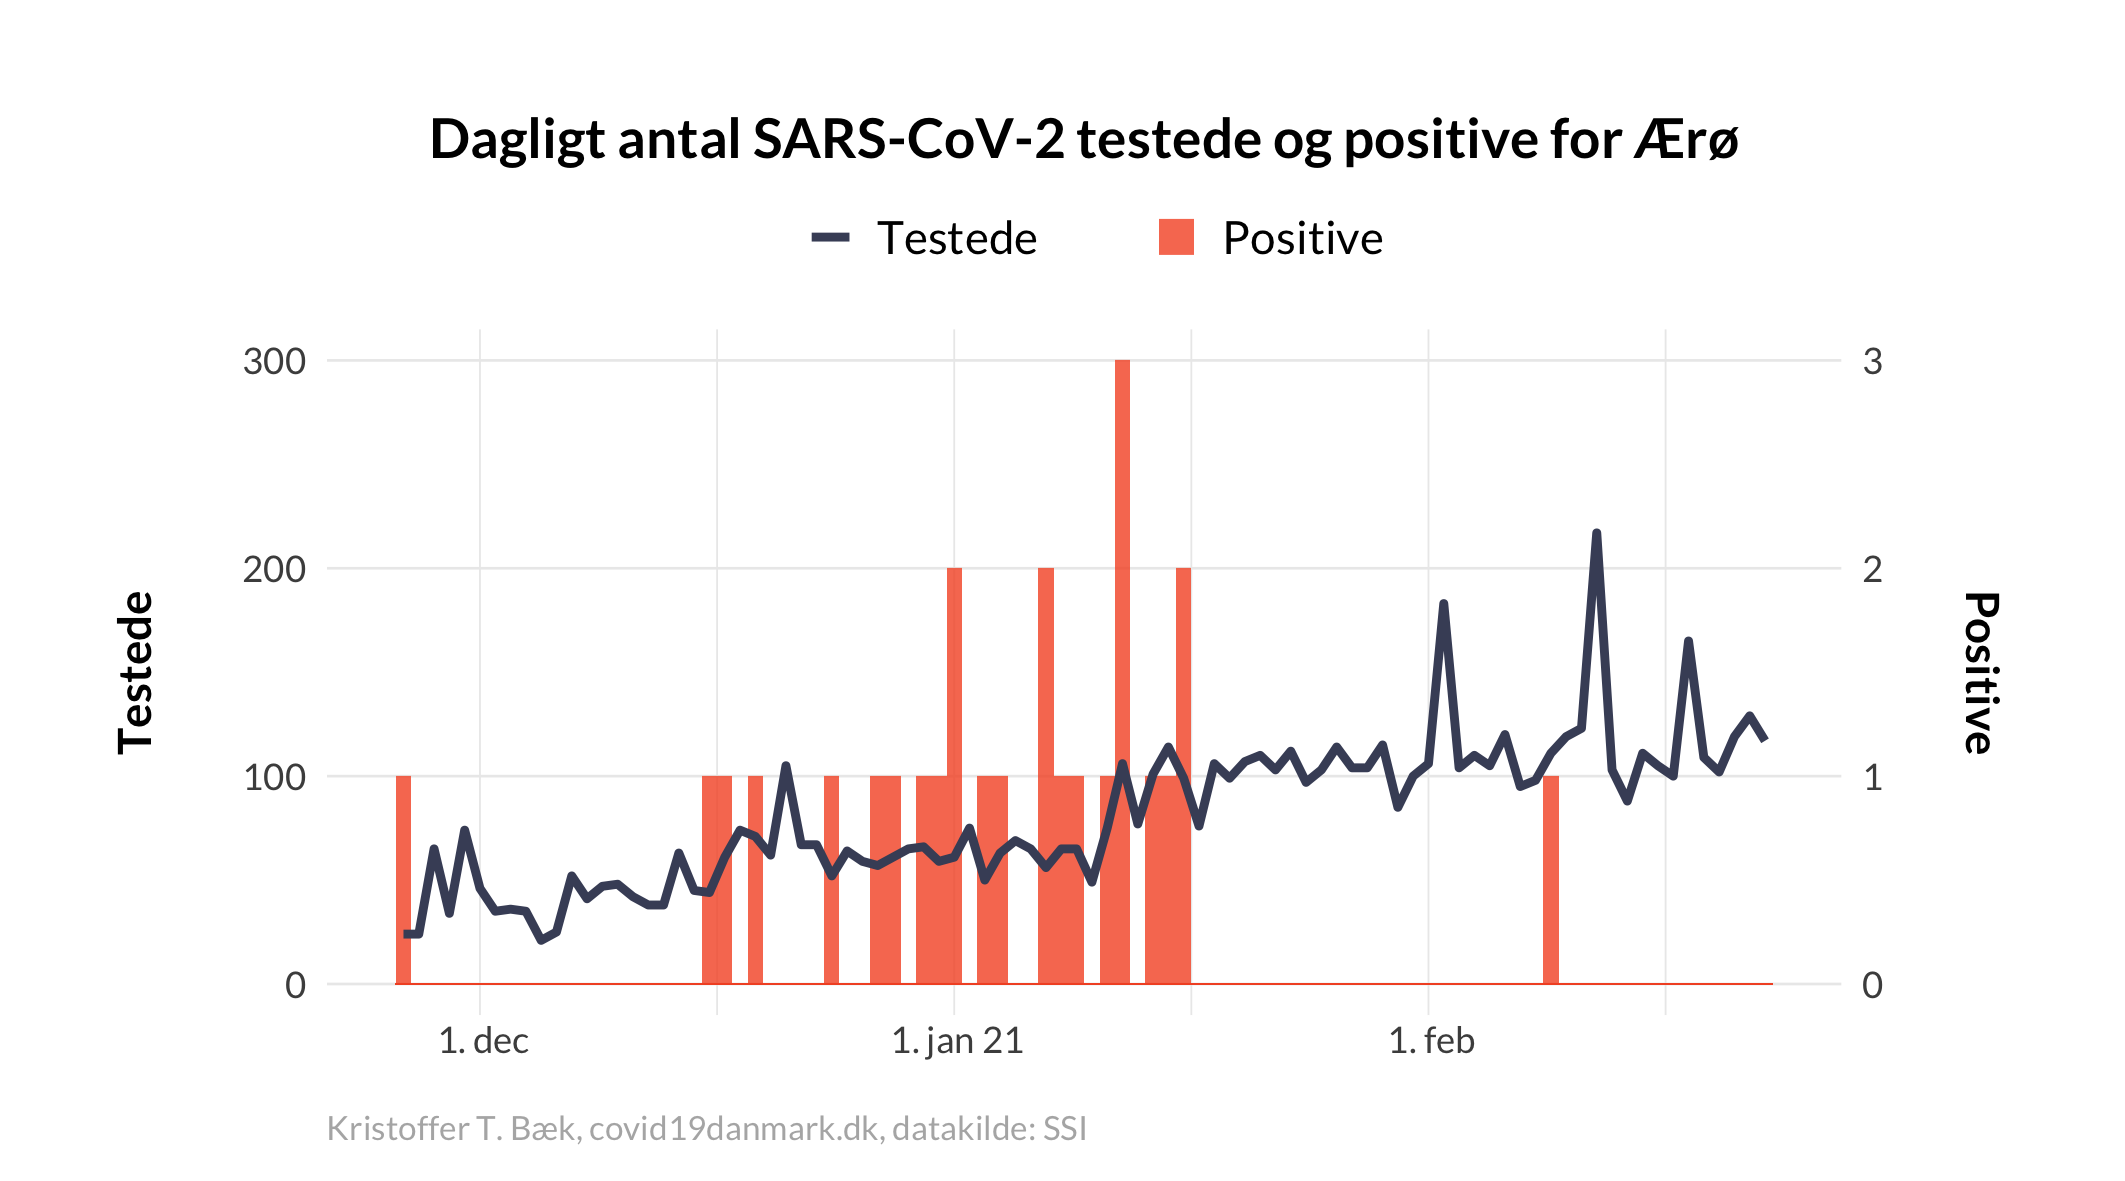 Dagligt antal SARS-CoV-2 testede og positive for Ærø
Testede
Positive
300
200
100
0
3
2
1
0
Testede
Positive
1. dec
1. jan 21
1. feb
Kristoffer T. Bæk, covid19danmark.dk, datakilde: SSI